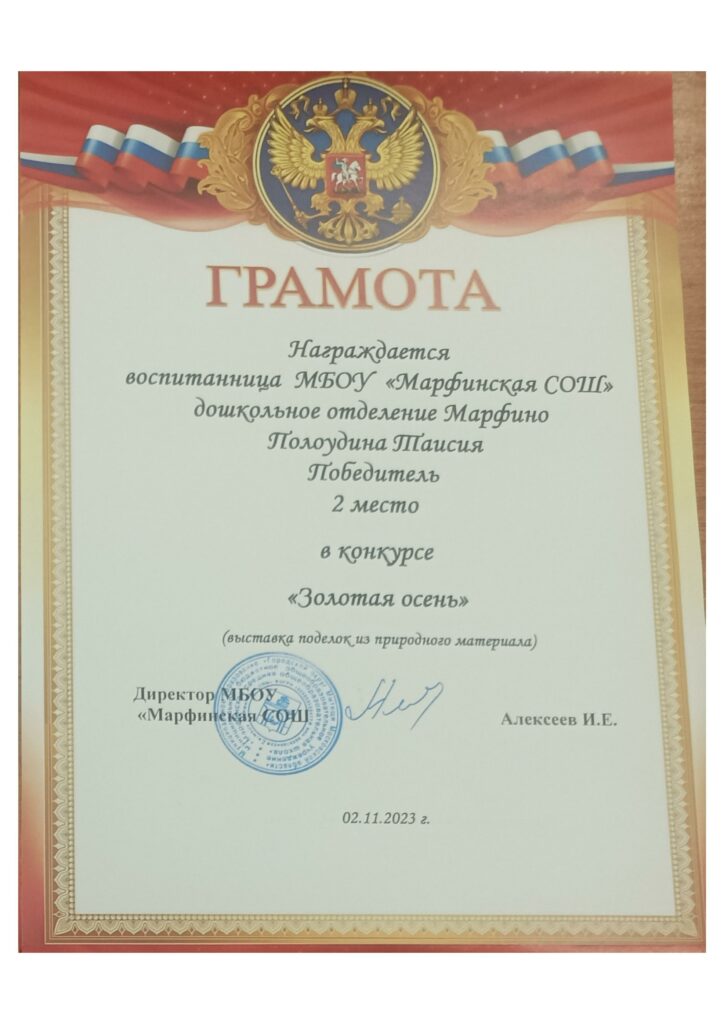 ГРАМОТА
Награждается
воспитанница МБОУ «Марфинская СОШ»
дошкольное отделение Марфино
Полоудина Таисия
Победитель
2 место
в конкурсе
«Золотая осень»
(выставка поделок из природного материала)
Директор МБОУ
«Марфинская СОШ
Алексеев И.Е.
02.11.2023 г.